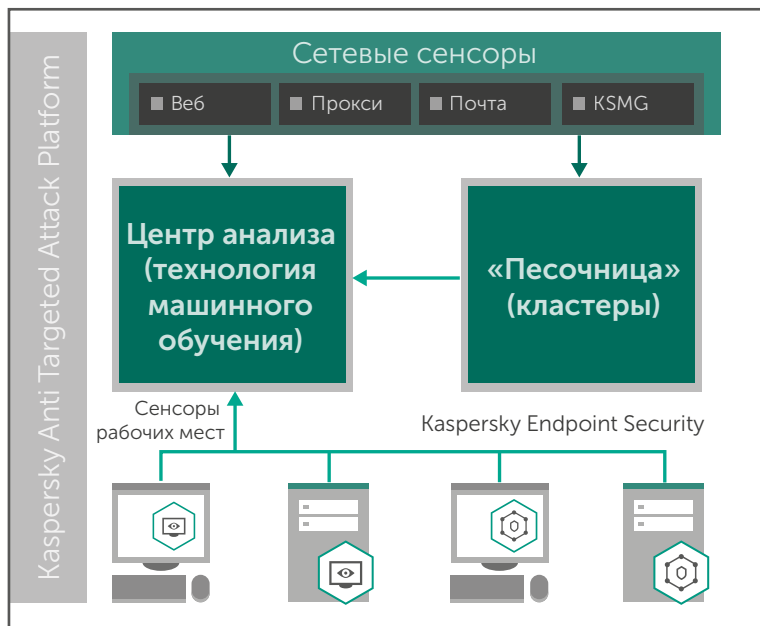 Kaspersky Anti Targeted Attack Platform
Сетевые сенсоры
Веб
Прокси
Почта
KSMG
Центр анализа
(технология
машинного
обучения)
«Песочница»
(кластеры)
Сенсоры
рабочих мест
Kaspersky Endpoint Security